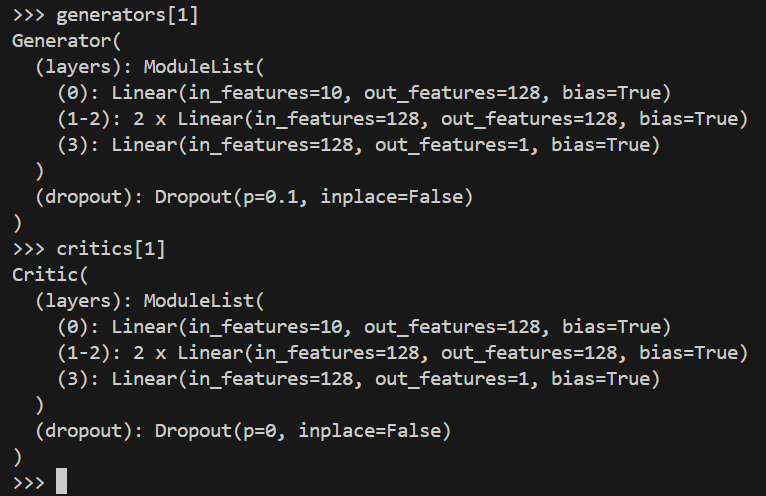 >>> generators[1]
Generator(
  (layers): ModuleList(
    (0): Linear(in_features=10, out_features=128, bias=True)
    (1-2): 2 x Linear(in_features=128, out_features=128, bias=True)
    (3): Linear(in_features=128, out_features=1, bias=True)
  )
  (dropout): Dropout(p=0.1, inplace=False)
)
>>> critics[1]
Critic(
  (layers): ModuleList(
    (0): Linear(in_features=10, out_features=128, bias=True)
    (1-2): 2 x Linear(in_features=128, out_features=128, bias=True)
    (3): Linear(in_features=128, out_features=1, bias=True)
  )
  (dropout): Dropout(p=0, inplace=False)
)
>>>